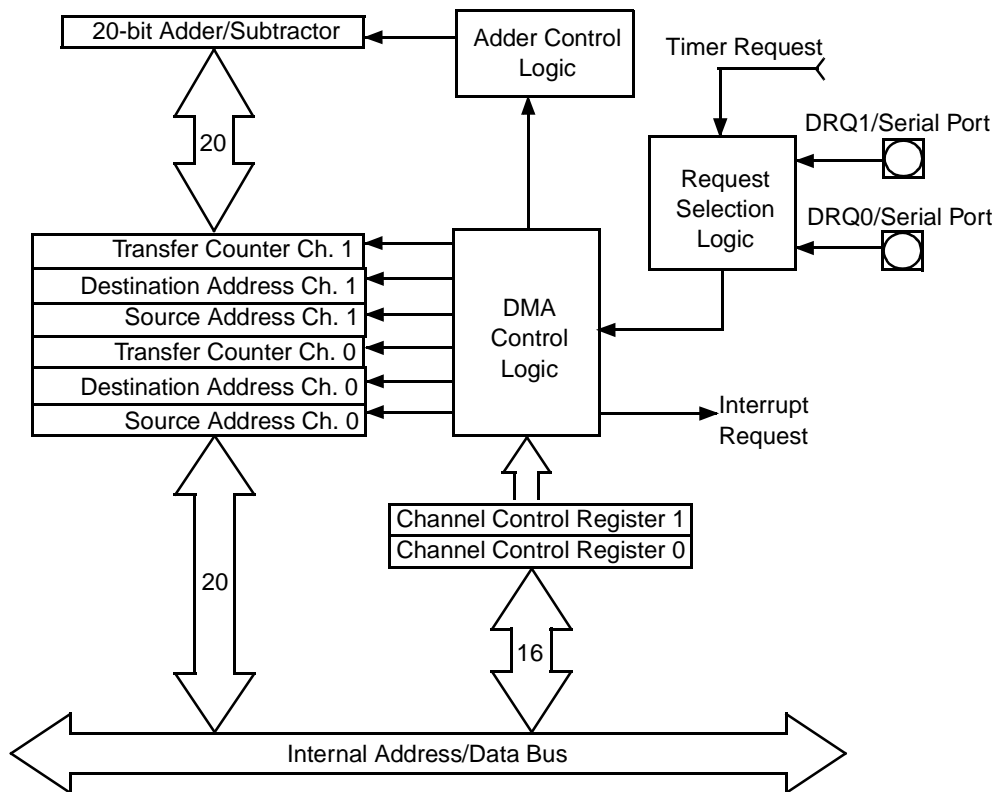 20-bit Adder/Subtractor
Adder Control
Logic
Timer Request
DRQ1/Serial Port
20
Request
Selection
Logic
DRQ0/Serial Port
Transfer Counter Ch. 1
Destination Address Ch. 1
Source Address Ch. 1
Transfer Counter Ch. 0
Destination Address Ch. 0
Source Address Ch. 0
DMA
Control
Logic
Interrupt
Request
Channel Control Register 1
Channel Control Register 0
20
16
Internal Address/Data Bus